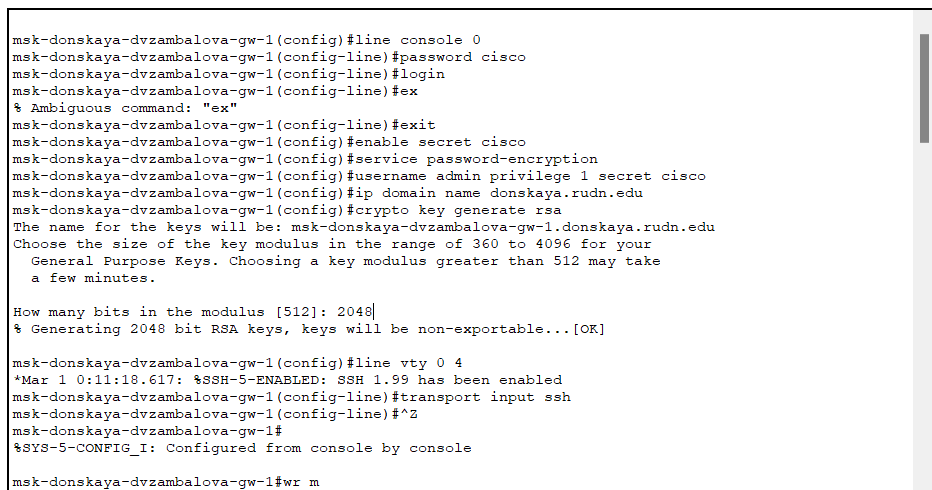 msk-donskaya-dvzambalova-gw-1(config)#line console 0
msk-donskaya-dvzambalova-gw-1(config-line)#password cisco
msk-donskaya-dvzambalova-gw-1(config-line)#login
msk-donskaya-dvzambalova-gw-1(config-line)#ex
% Ambiguous command: "ex"
msk-donskaya-dvzambalova-gw-1(config-line)#exit
msk-donskaya-dvzambalova-gw-1(config)#enable secret cisco
msk-donskaya-dvzambalova-gw-1(config)#service password-encryption
msk-donskaya-dvzambalova-gw-1(config)#username admin privilege 1 secret cisco
msk-donskaya-dvzambalova-gw-1(config)#ip domain name donskaya.rudn.edu
msk-donskaya-dvzambalova-gw-1(config)#crypto key generate rsa
The name for the keys will be: msk-donskaya-dvzambalova-gw-1.donskaya.rudn.edu
Choose the size of the key modulus in the range of 360 to 4096 for your
  General Purpose Keys. Choosing a key modulus greater than 512 may take
  a few minutes.

How many bits in the modulus [512]: 2048
% Generating 2048 bit RSA keys, keys will be non-exportable...[OK]

msk-donskaya-dvzambalova-gw-1(config)#line vty 0 4
*Mar 1 0:11:18.617: %SSH-5-ENABLED: SSH 1.99 has been enabled
msk-donskaya-dvzambalova-gw-1(config-line)#transport input ssh
msk-donskaya-dvzambalova-gw-1(config-line)#^Z
msk-donskaya-dvzambalova-gw-1#
%SYS-5-CONFIG_I: Configured from console by console

msk-donskaya-dvzambalova-gw-1#wr m